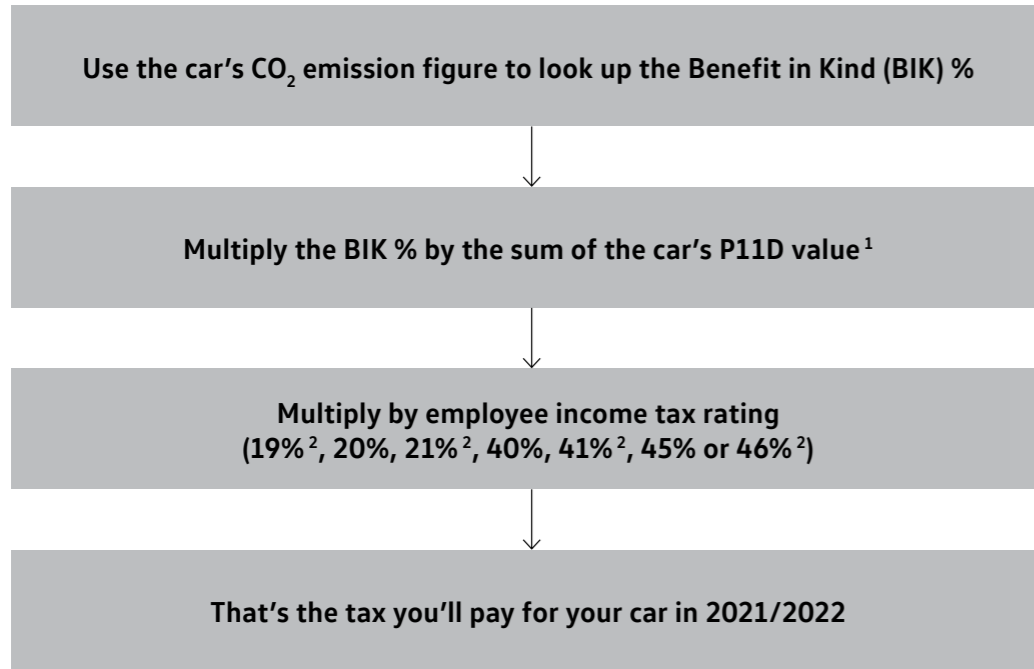 Use the car's CO₂ emission figure to look up the Benefit in Kind (BIK) %
Multiply the BIK % by the sum of the car's P11D value ¹
Multiply by employee income tax rating
(19% ², 20%, 21% ², 40%, 41% ², 45% or 46% ²)
That's the tax you'll pay for your car in 2021/2022